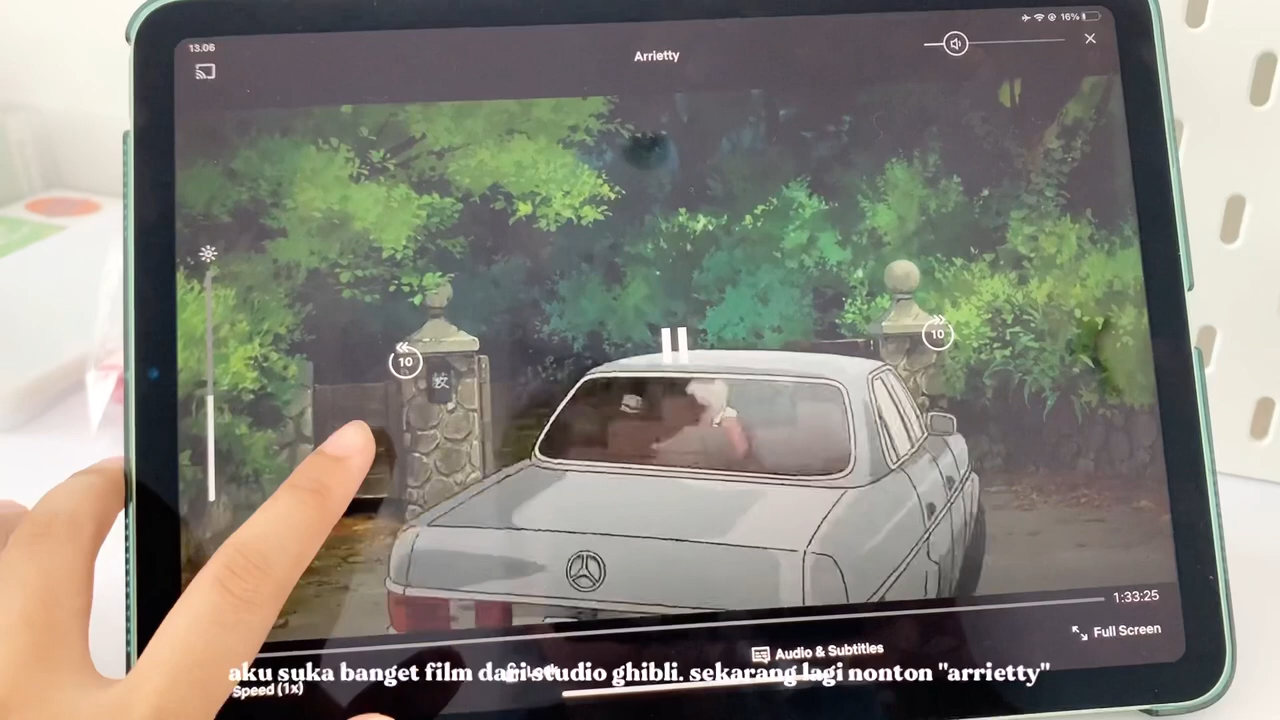 13.06
16%
Arrietty
10
10
牧
1:33:25
Full Screen
Audio & Subtitles
aku suka banget film dari studio ghibli. sekarang lagi nonton "arrietty"
Speed (1x)